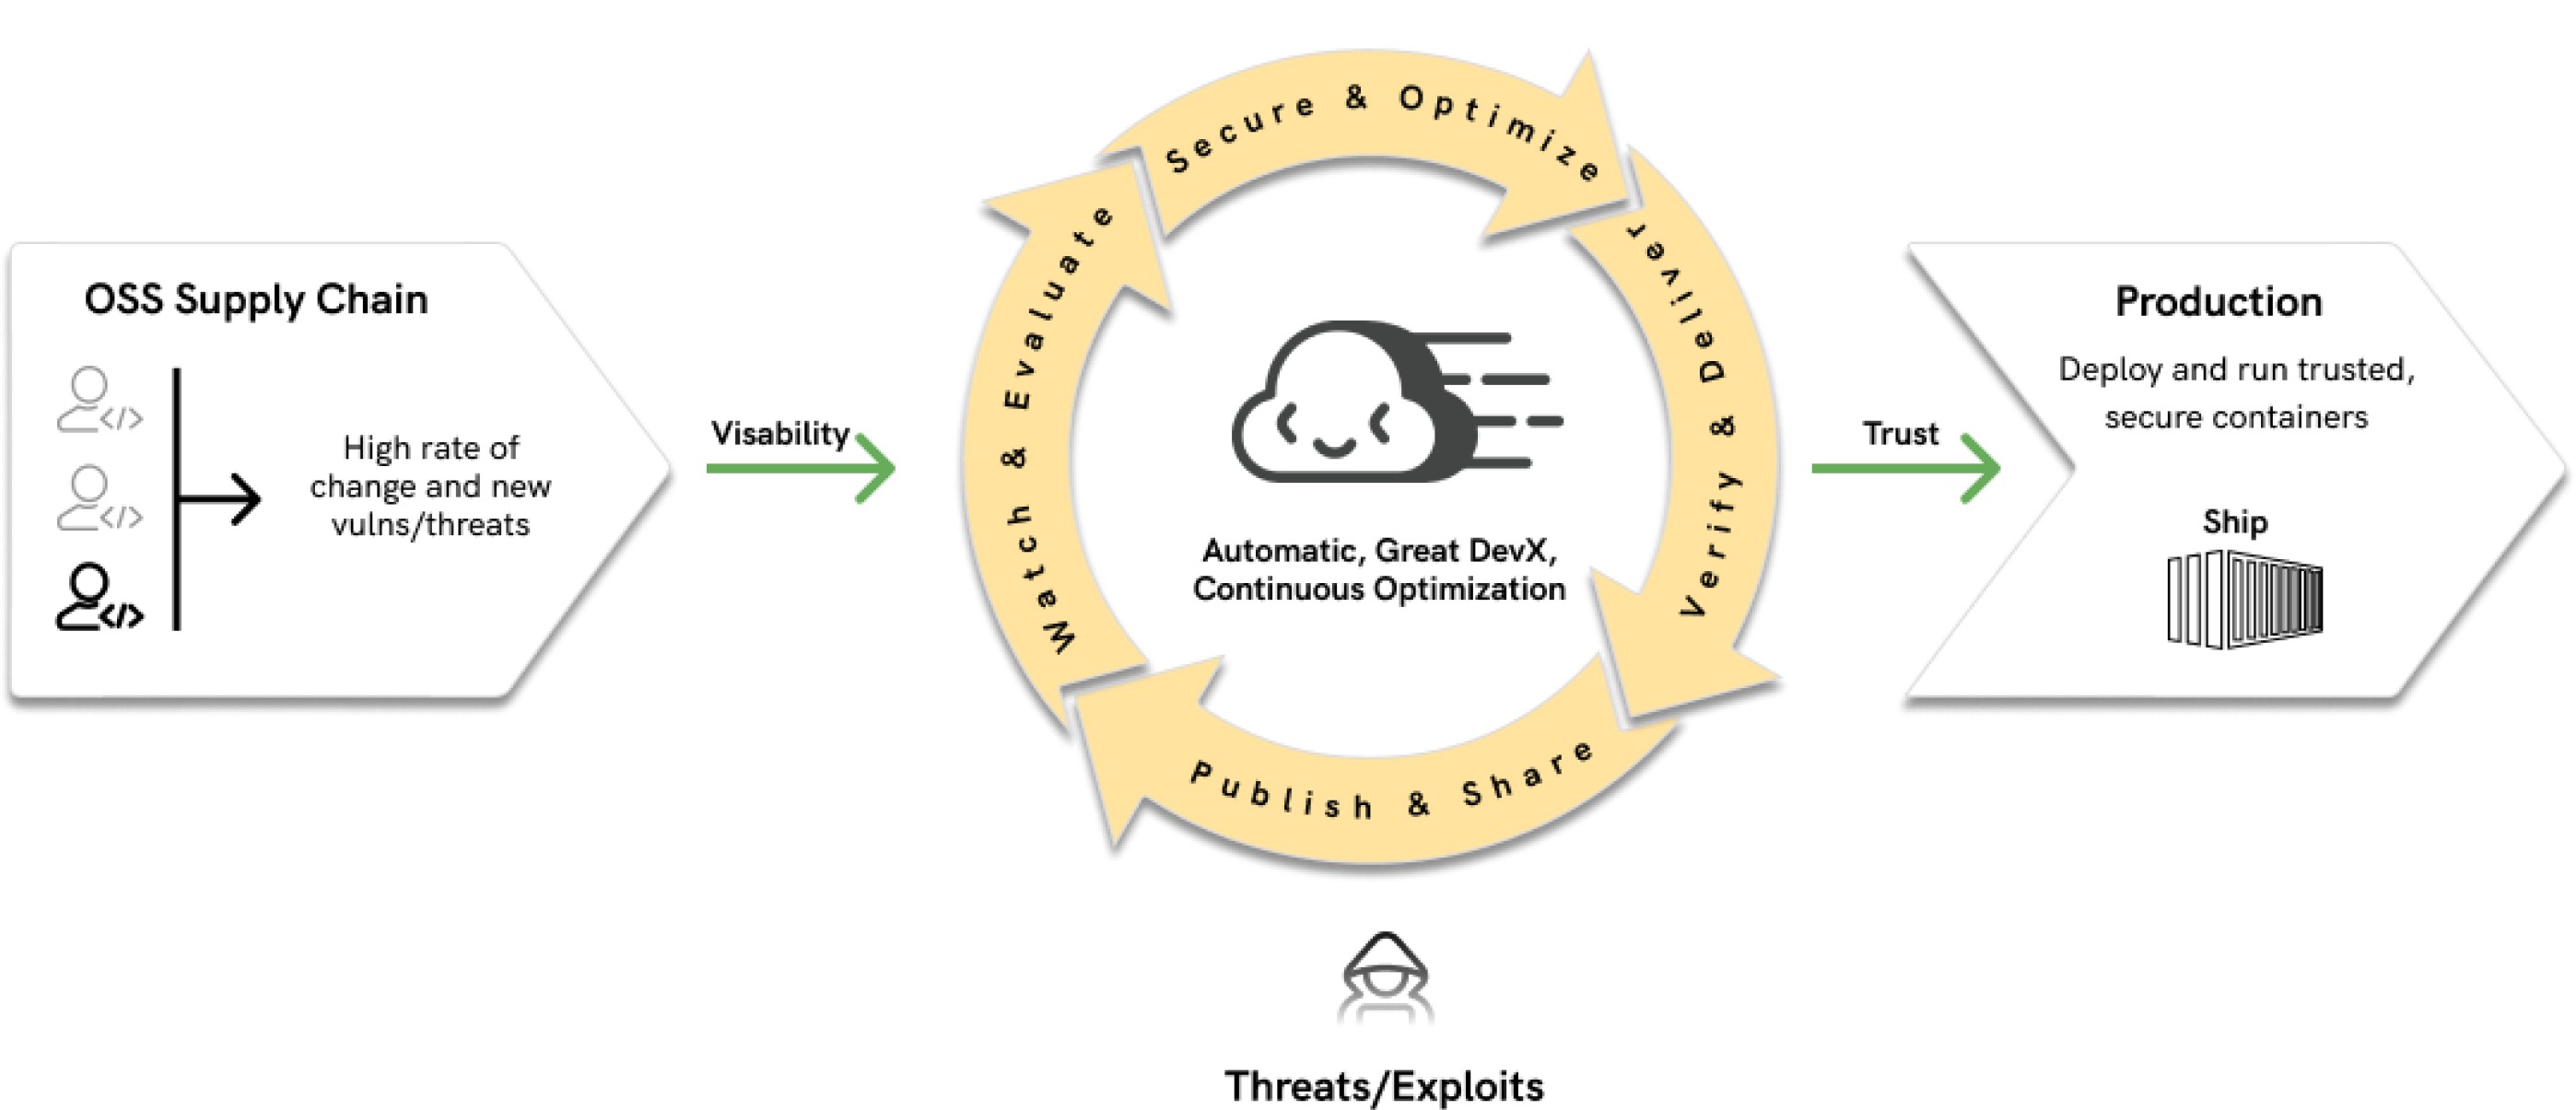 OSS Supply Chain
High rate of
change and new
vulns/threats
Visability
Watch & Evaluate
Secure & Optimize
Verify & Deliver
Publish & Share
Automatic, Great DevX,
Continuous Optimization
Trust
Production
Deploy and run trusted,
secure containers
Ship
Threats/Exploits